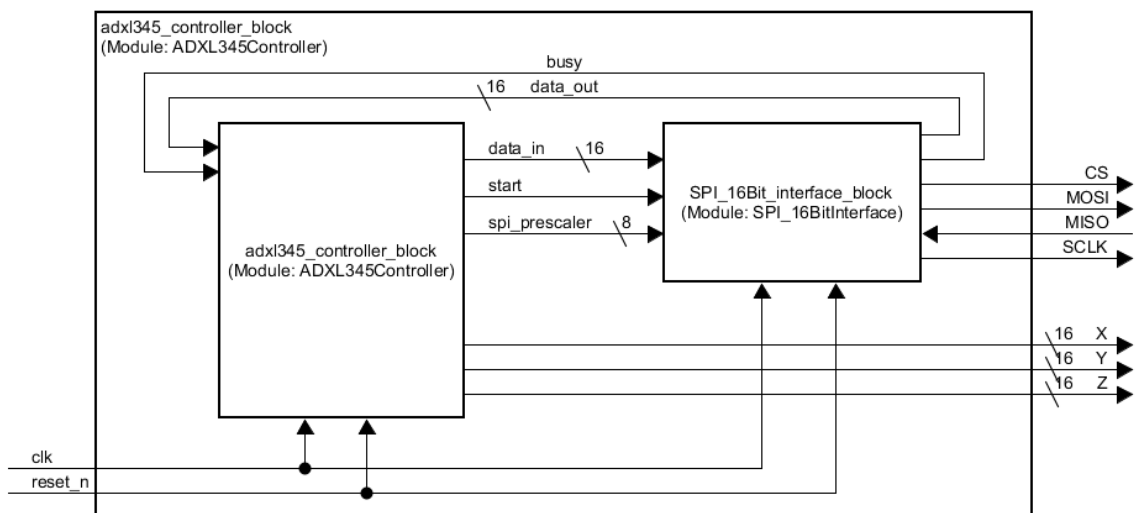 adxl345_controller_block
(Module: ADXL345Controller)
busy
16 data_out
data_in 16
start
spi_prescaler 8
adxl345_controller_block
(Module: ADXL345Controller)
SPI_16Bit_interface_block
(Module: SPI_16BitInterface)
CS
MOSI
MISO
SCLK
16 X
16 Y
16 Z
clk
reset_n